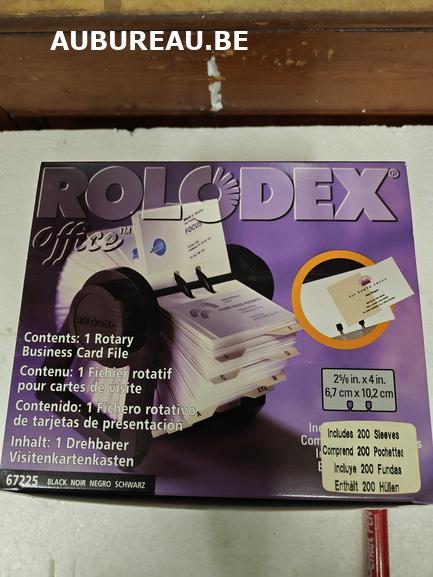 AUBUREAU.BE
ROLODEX®
Office™
FOCUS
ROLODEX
Contents: 1 Rotary
Business Card File
Contenu: 1 Fichier rotatif
pour cartes de visite
Contenido: 1 Fichero rotativo
de tarjetas de presentación
Inhalt: 1 Drehbarer
Visitenkartenkasten
2⅝ in. x 4 in.
6,7 cm x 10,2 cm
Includes 200 Sleeves
Comprend 200 Pochettes
Incluye 200 Fundas
Enthält 200 Hüllen
67225 BLACK NOIR NEGRO SCHWARZ